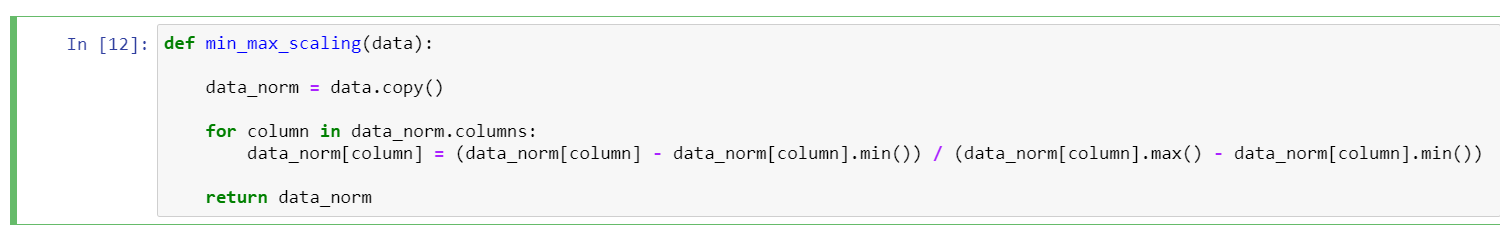 In [12]: def min_max_scaling(data):
data_norm = data.copy()
for column in data_norm.columns:
data_norm[column] = (data_norm[column] - data_norm[column].min()) / (data_norm[column].max() - data_norm[column].min())
return data_norm